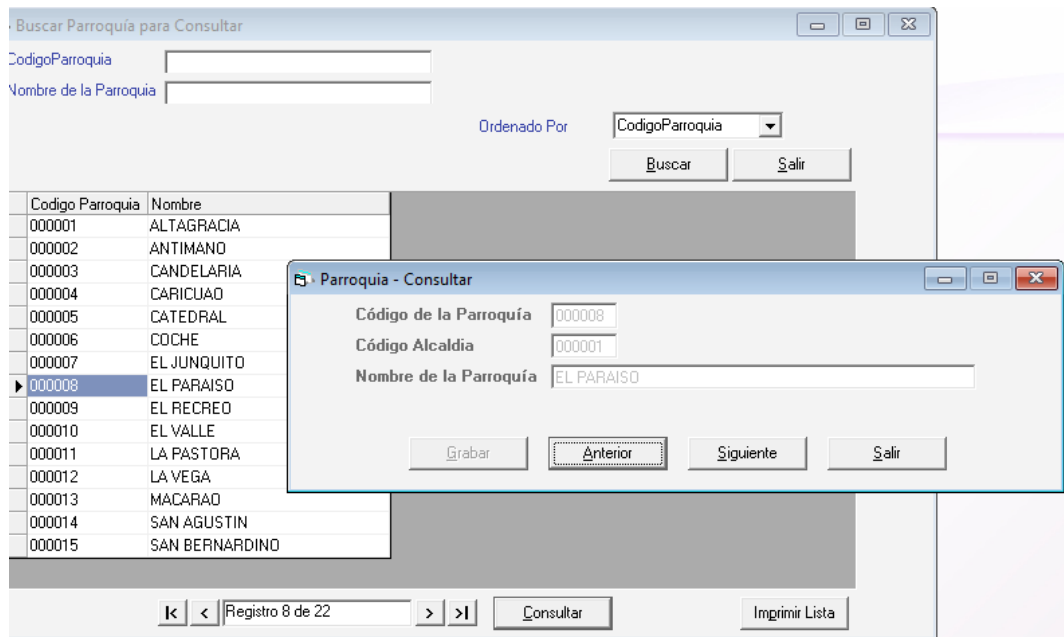 Buscar Parroquía para Consultar
CodigoParroquia
Nombre de la Parroquia
Ordenado Por CodigoParroquia
Buscar Salir
Codigo Parroquia Nombre
000001 ALTAGRACIA
000002 ANTIMANO
000003 CANDELARIA
000004 CARICUAO
000005 CATEDRAL
000006 COCHE
000007 EL JUNQUITO
000008 EL PARAISO
000009 EL RECREO
000010 EL VALLE
000011 LA PASTORA
000012 LA VEGA
000013 MACARAO
000014 SAN AGUSTIN
000015 SAN BERNARDINO
Parroquia - Consultar
Código de la Parroquía 000008
Código Alcaldia 000001
Nombre de la Parroquía EL PARAISO
Grabar Anterior Siguiente Salir
Registro 8 de 22 Consultar Imprimir Lista